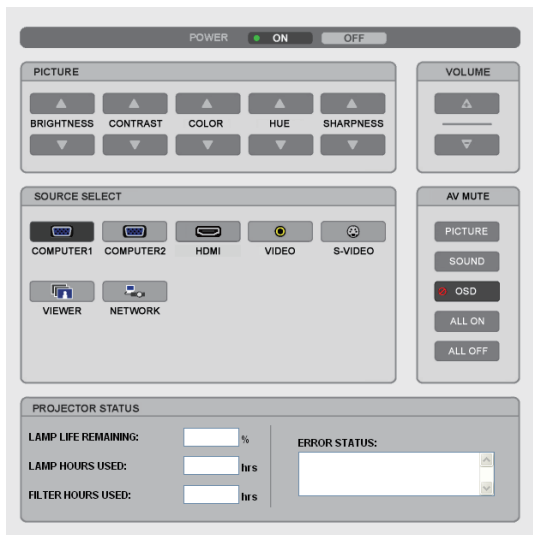 POWER ON OFF
PICTURE
BRIGHTNESS CONTRAST COLOR HUE SHARPNESS
VOLUME
SOURCE SELECT
COMPUTER1 COMPUTER2 HDMI VIDEO S-VIDEO
VIEWER NETWORK
AV MUTE
PICTURE
SOUND
OSD
ALL ON
ALL OFF
PROJECTOR STATUS
LAMP LIFE REMAINING: %
LAMP HOURS USED: hrs
FILTER HOURS USED: hrs
ERROR STATUS: